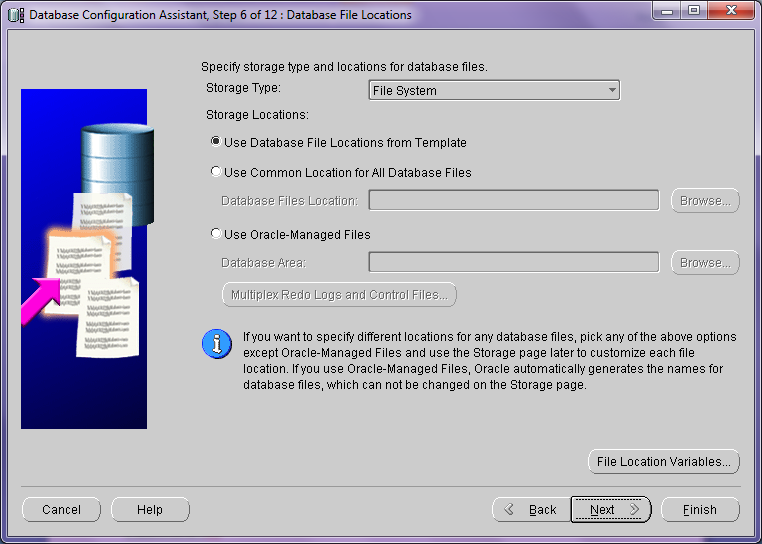 Database Configuration Assistant, Step 6 of 12 : Database File Locations
Specify storage type and locations for database files.
Storage Type:
File System
Storage Locations:
Use Database File Locations from Template
Use Common Location for All Database Files
Database Files Location:
Browse...
Use Oracle-Managed Files
Database Area:
Browse...
Multiplex Redo Logs and Control Files...
If you want to specify different locations for any database files, pick any of the above options
except Oracle-Managed Files and use the Storage page later to customize each file
location. If you use Oracle-Managed Files, Oracle automatically generates the names for
database files, which can not be changed on the Storage page.
File Location Variables...
Cancel
Help
Back
Next
Finish